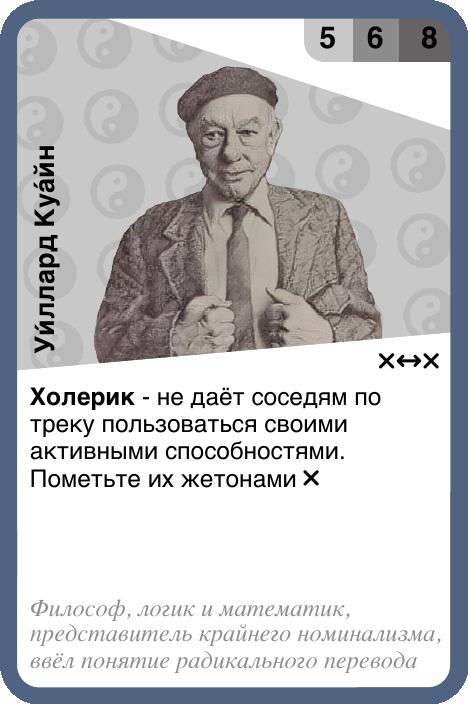 5 6 8
Уи́ллард Куа́йн
×↔×
Холерик - не даёт соседям по
треку пользоваться своими
активными способностями.
Пометьте их жетонами ×
Философ, логик и математик,
представитель крайнего номинализма,
ввёл понятие радикального перевода